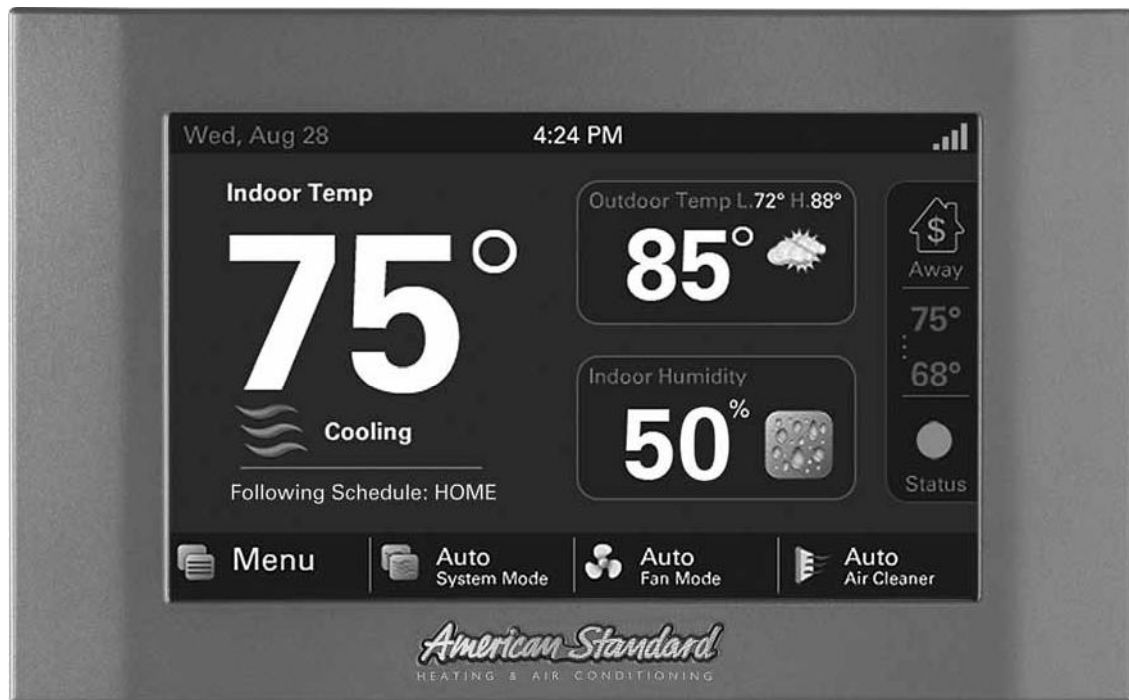 Wed, Aug 28
4:24 PM
Indoor Temp
75°
Cooling
Following Schedule: HOME
Outdoor Temp L.72° H.88°
85°
Indoor Humidity
50%
$
Away
75°
68°
Status
Menu
Auto
System Mode
Auto
Fan Mode
Auto
Air Cleaner
American Standard
HEATING & AIR CONDITIONING